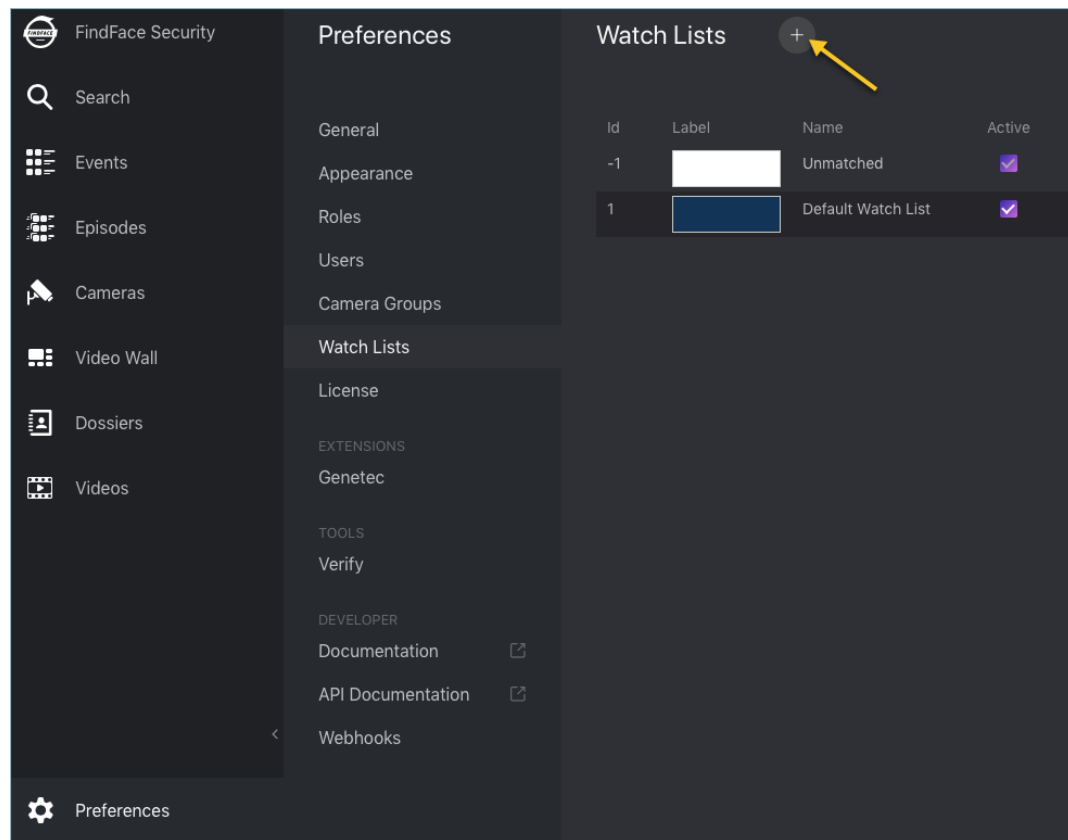 FINDFACE
FindFace Security
Search
Events
Episodes
Cameras
Video Wall
Dossiers
Videos
Preferences
Preferences
General
Appearance
Roles
Users
Camera Groups
Watch Lists
License
EXTENSIONS
Genetec
TOOLS
Verify
DEVELOPER
Documentation
API Documentation
Webhooks
Watch Lists +
Id Label Name Active
-1 Unmatched
1 Default Watch List